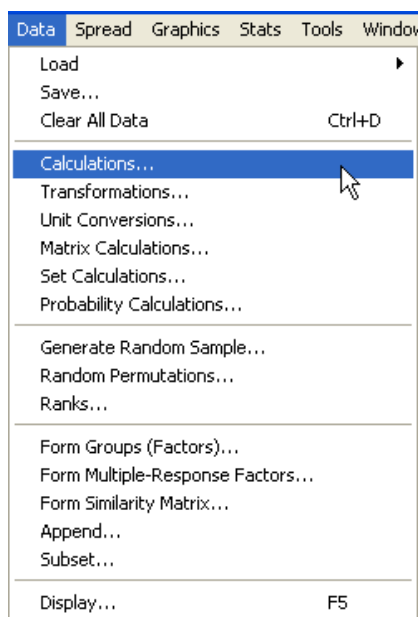 Data Spread Graphics Stats Tools Window
Load
Save...
Clear All Data Ctrl+D
Calculations...
Transformations...
Unit Conversions...
Matrix Calculations...
Set Calculations...
Probability Calculations...
Generate Random Sample...
Random Permutations...
Ranks...
Form Groups (Factors)...
Form Multiple-Response Factors...
Form Similarity Matrix...
Append...
Subset...
Display... F5